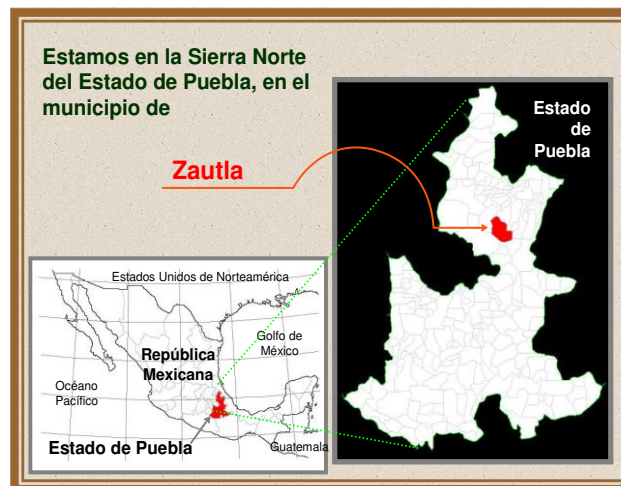 Estamos en la Sierra Norte
del Estado de Puebla, en el
municipio de
Zautla
Estado
de
Puebla
Estados Unidos de Norteamérica
Golfo de
México
República
Mexicana
Océano
Pacífico
Estado de Puebla
Guatemala